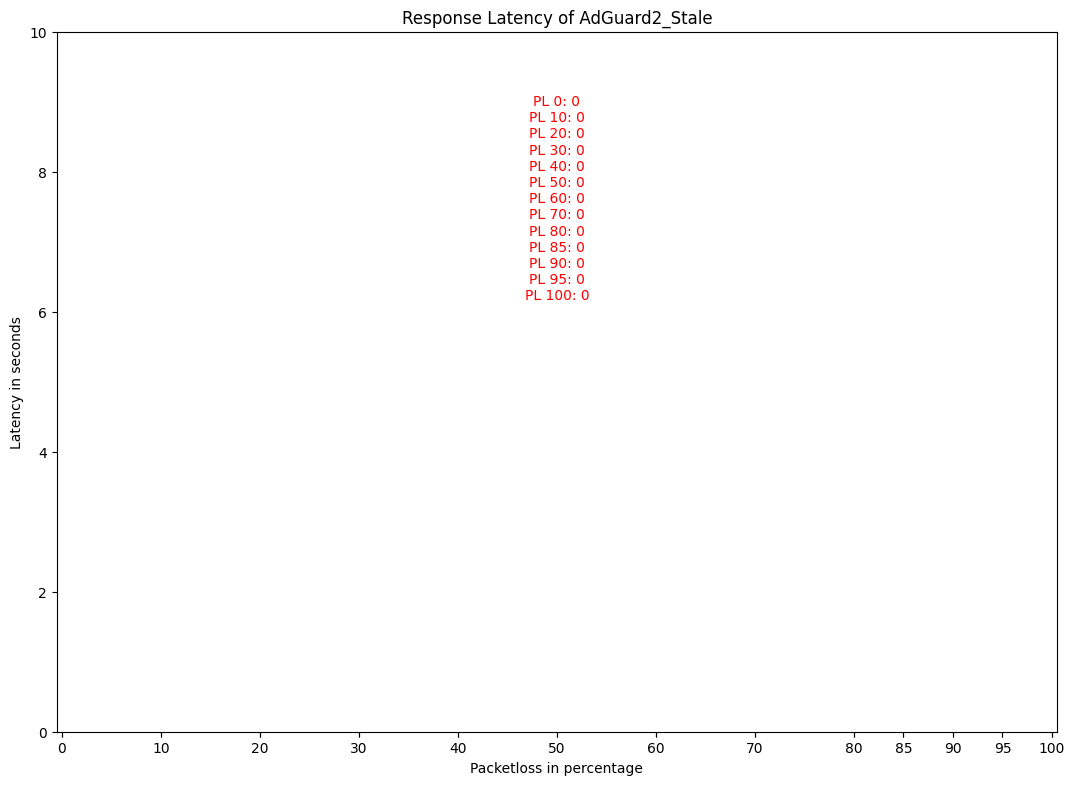 Response Latency of AdGuard2_Stale
10
8
6
4
2
0
Latency in seconds
PL 0: 0
PL 10: 0
PL 20: 0
PL 30: 0
PL 40: 0
PL 50: 0
PL 60: 0
PL 70: 0
PL 80: 0
PL 85: 0
PL 90: 0
PL 95: 0
PL 100: 0
0 10 20 30 40 50 60 70 80 85 90 95 100
Packetloss in percentage